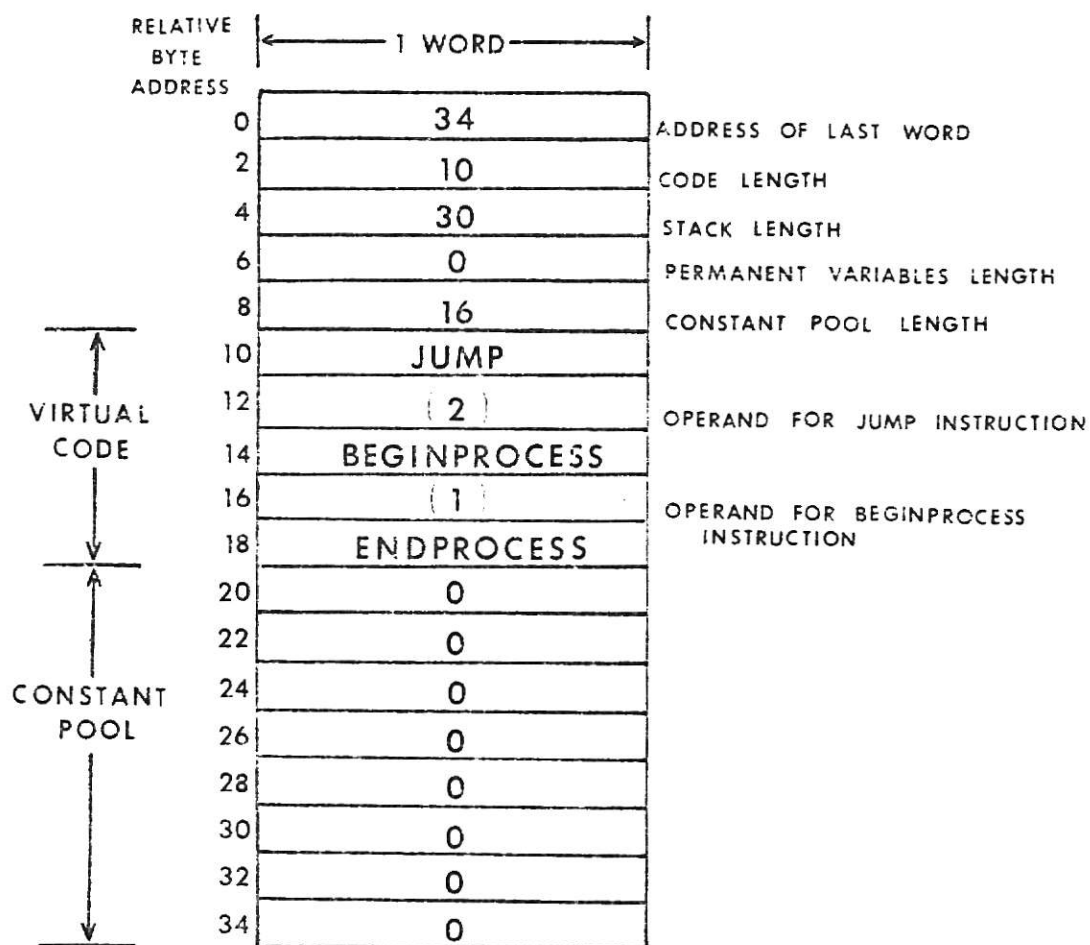 RELATIVE
BYTE
ADDRESS
1 WORD
0 34 ADDRESS OF LAST WORD
2 10 CODE LENGTH
4 30 STACK LENGTH
6 0 PERMANENT VARIABLES LENGTH
8 16 CONSTANT POOL LENGTH
10 JUMP
12 (2) OPERAND FOR JUMP INSTRUCTION
14 BEGINPROCESS
16 (1) OPERAND FOR BEGINPROCESS
INSTRUCTION
18 ENDPROCESS
VIRTUAL
CODE
20 0
22 0
24 0
26 0
28 0
30 0
32 0
34 0
CONSTANT
POOL